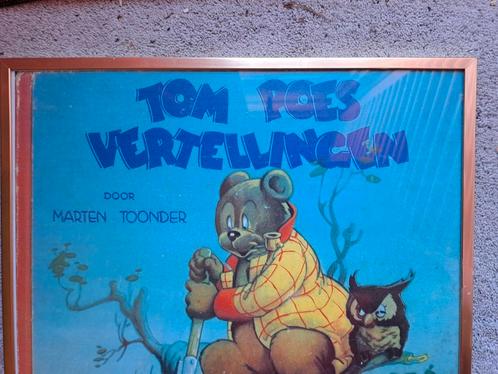 TOM POES
VERTELLINGEN
DOOR
MARTEN TOONDER